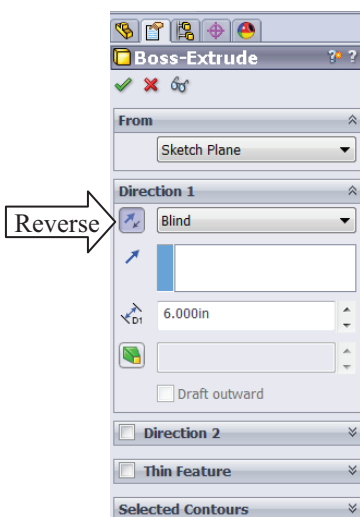 Boss-Extrude ? ?
From
Sketch Plane
Direction 1
Reverse
Blind
D1 6.000in
Draft outward
Direction 2
Thin Feature
Selected Contours